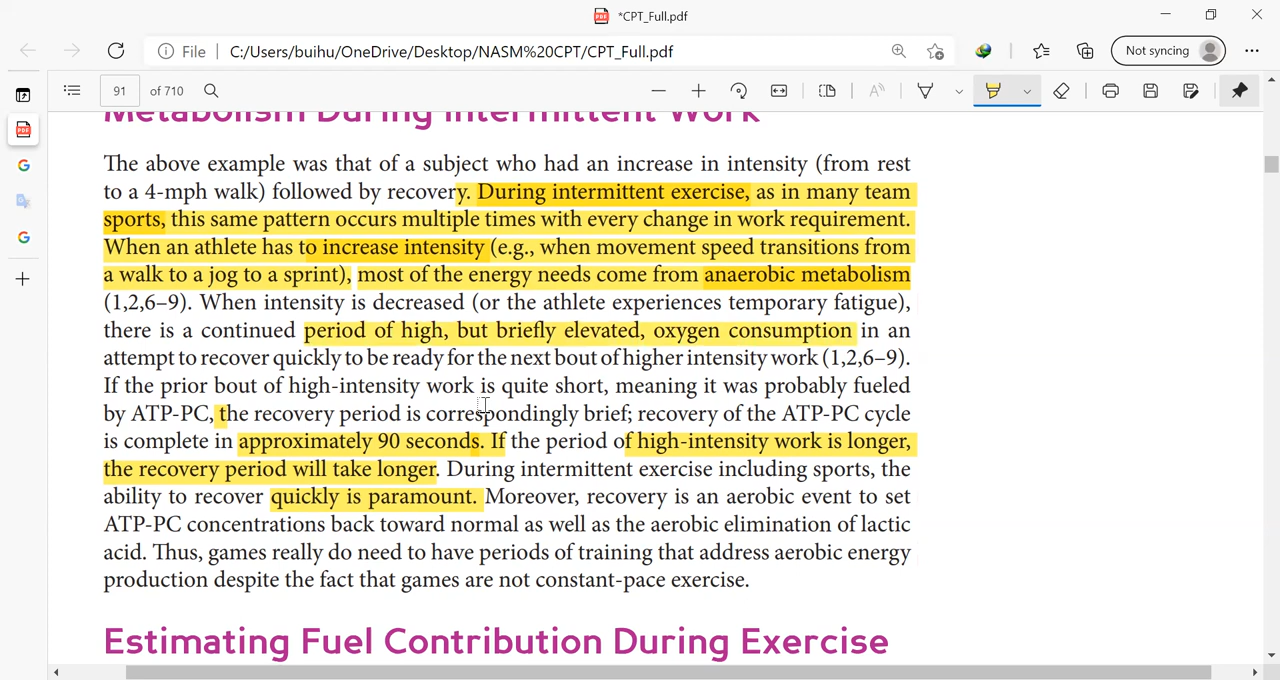 *CPT_Full.pdf
File C:/Users/buihu/OneDrive/Desktop/NASM%20CPT/CPT_Full.pdf Not syncing
91 of 710
Metabolism During Intermittent Work
The above example was that of a subject who had an increase in intensity (from rest
to a 4-mph walk) followed by recovery. During intermittent exercise, as in many team
sports, this same pattern occurs multiple times with every change in work requirement.
When an athlete has to increase intensity (e.g., when movement speed transitions from
a walk to a jog to a sprint), most of the energy needs come from anaerobic metabolism
(1,2,6–9). When intensity is decreased (or the athlete experiences temporary fatigue),
there is a continued period of high, but briefly elevated, oxygen consumption in an
attempt to recover quickly to be ready for the next bout of higher intensity work (1,2,6–9).
If the prior bout of high-intensity work is quite short, meaning it was probably fueled
by ATP-PC, the recovery period is correspondingly brief; recovery of the ATP-PC cycle
is complete in approximately 90 seconds. If the period of high-intensity work is longer,
the recovery period will take longer. During intermittent exercise including sports, the
ability to recover quickly is paramount. Moreover, recovery is an aerobic event to set
ATP-PC concentrations back toward normal as well as the aerobic elimination of lactic
acid. Thus, games really do need to have periods of training that address aerobic energy
production despite the fact that games are not constant-pace exercise.
Estimating Fuel Contribution During Exercise